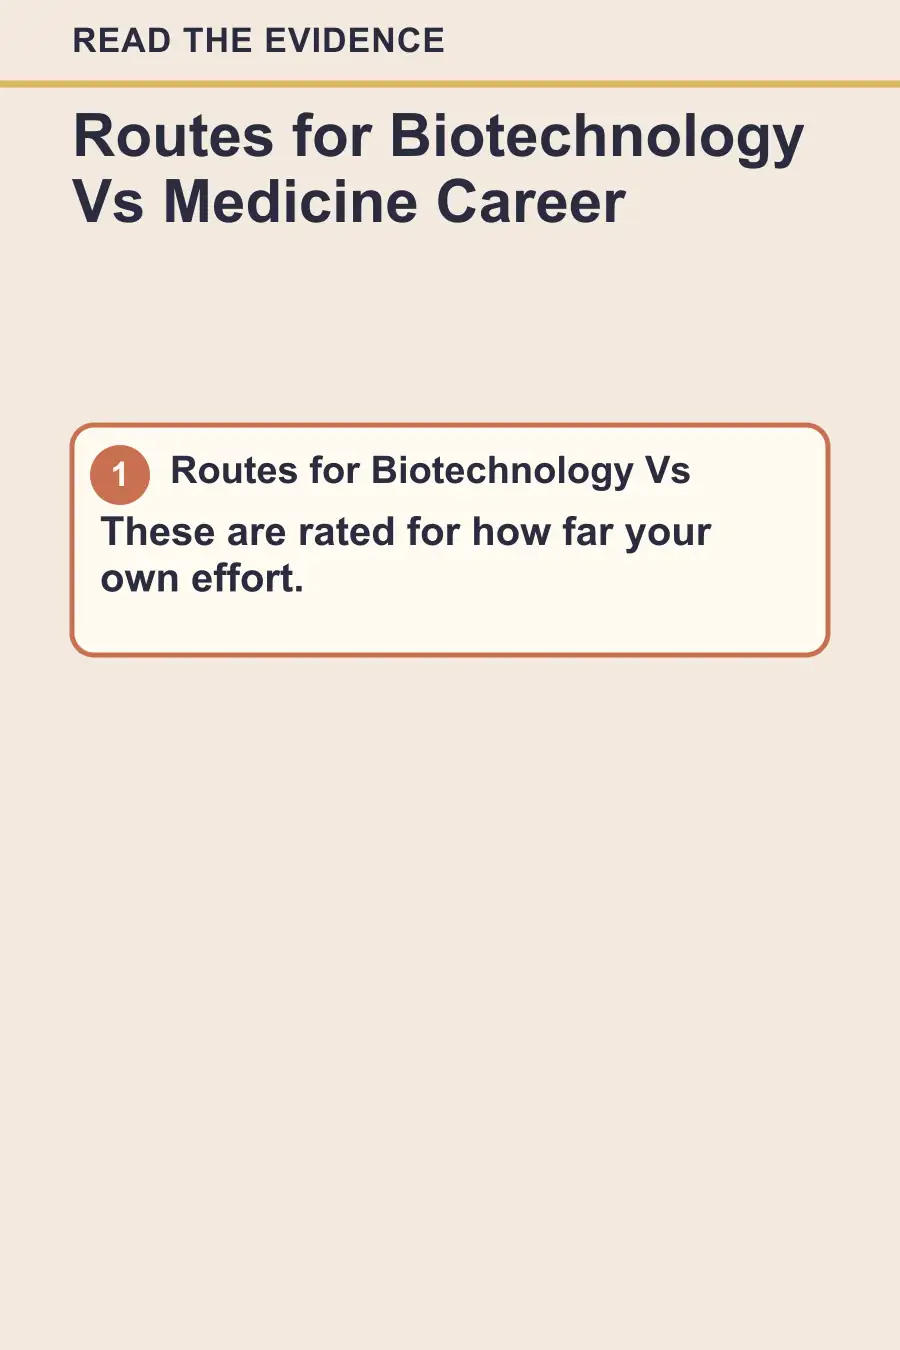 READ THE EVIDENCE
Routes for Biotechnology
Vs Medicine Career
1 Routes for Biotechnology Vs
These are rated for how far your
own effort.